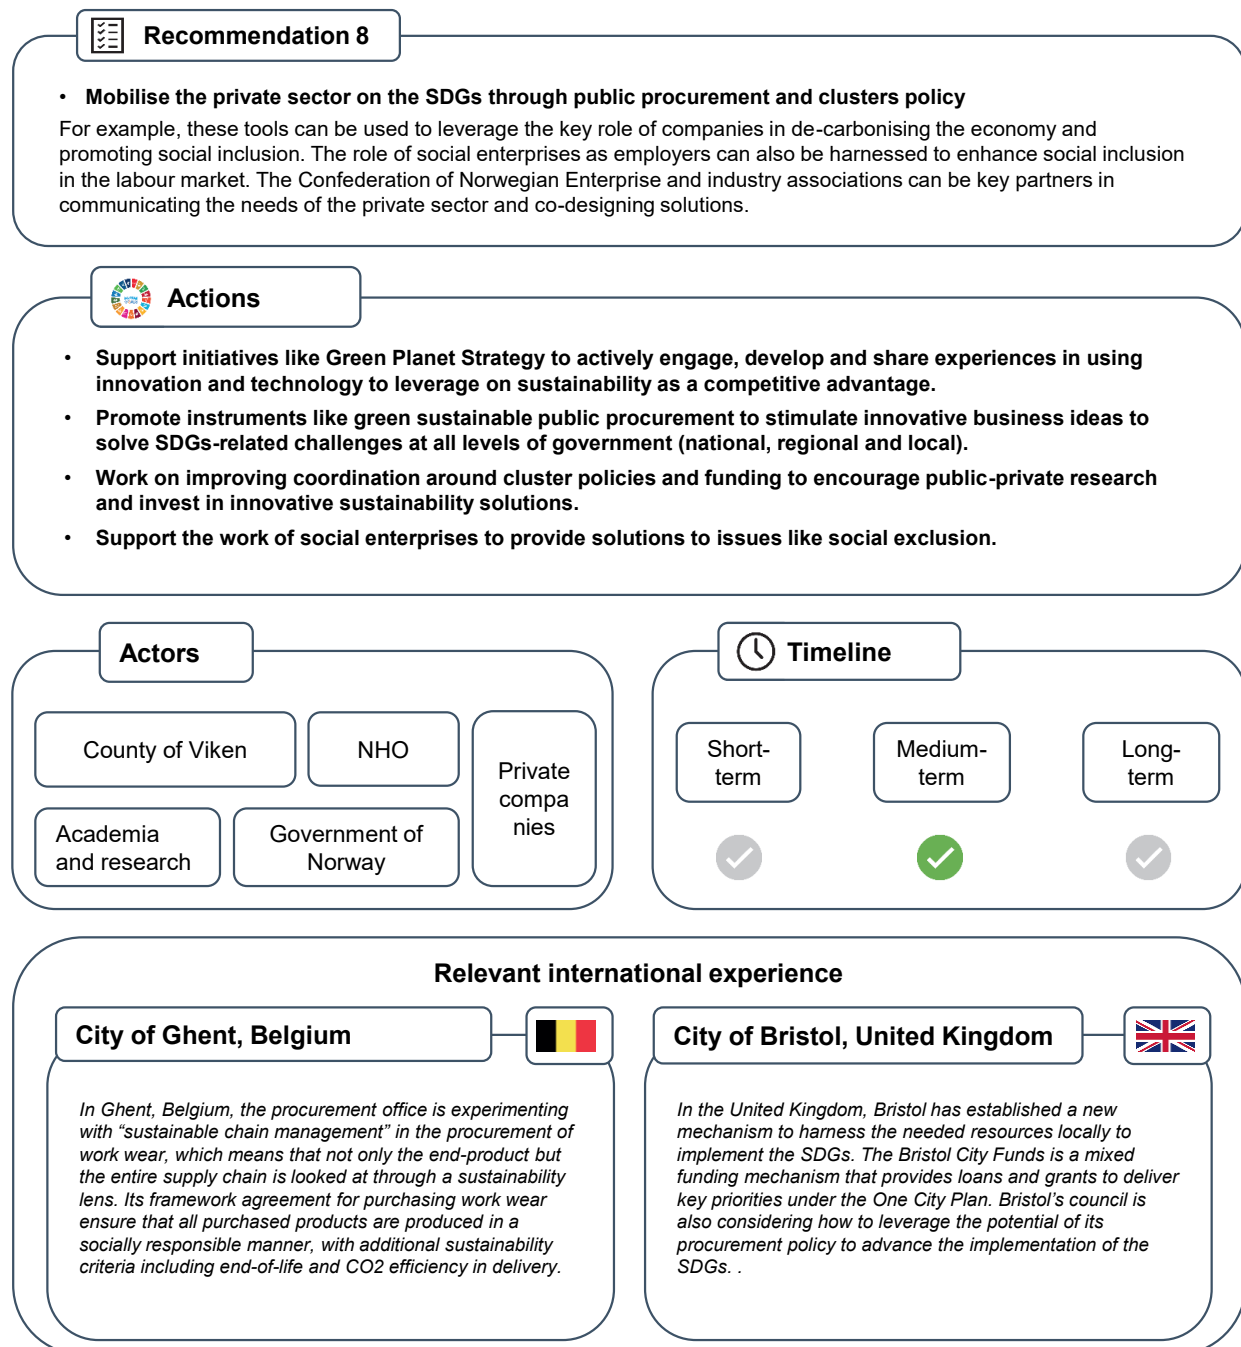 Recommendation 8
• Mobilise the private sector on the SDGs through public procurement and clusters policy
For example, these tools can be used to leverage the key role of companies in de-carbonising the economy and
promoting social inclusion. The role of social enterprises as employers can also be harnessed to enhance social inclusion
in the labour market. The Confederation of Norwegian Enterprise and industry associations can be key partners in
communicating the needs of the private sector and co-designing solutions.
Actions
• Support initiatives like Green Planet Strategy to actively engage, develop and share experiences in using
innovation and technology to leverage on sustainability as a competitive advantage.
• Promote instruments like green sustainable public procurement to stimulate innovative business ideas to
solve SDGs-related challenges at all levels of government (national, regional and local).
• Work on improving coordination around cluster policies and funding to encourage public-private research
and invest in innovative sustainability solutions.
• Support the work of social enterprises to provide solutions to issues like social exclusion.
Actors
County of Viken
NHO
Private
compa
nies
Academia
and research
Government of
Norway
Timeline
Short-
term
Medium-
term
Long-
term
Relevant international experience
City of Ghent, Belgium
In Ghent, Belgium, the procurement office is experimenting
with “sustainable chain management” in the procurement of
work wear, which means that not only the end-product but
the entire supply chain is looked at through a sustainability
lens. Its framework agreement for purchasing work wear
ensure that all purchased products are produced in a
socially responsible manner, with additional sustainability
criteria including end-of-life and CO2 efficiency in delivery.
City of Bristol, United Kingdom
In the United Kingdom, Bristol has established a new
mechanism to harness the needed resources locally to
implement the SDGs. The Bristol City Funds is a mixed
funding mechanism that provides loans and grants to deliver
key priorities under the One City Plan. Bristol’s council is
also considering how to leverage the potential of its
procurement policy to advance the implementation of the
SDGs. .